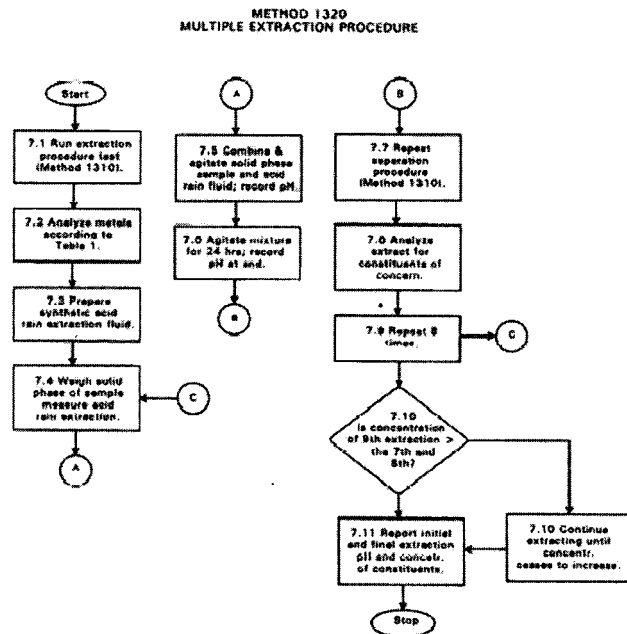 METHOD 1320
MULTIPLE EXTRACTION PROCEDURE
Start
7.1 Run extraction
procedure test
(Method 1310).
7.2 Analyze metals
according to
Table 1.
7.3 Prepare
synthetic acid
rain extraction fluid.
7.4 Weigh solid
phase of sample
measure acid
rain extraction.
C
A
A
7.5 Combine &
agitate solid phase
sample and acid
rain fluid; record pH.
7.0 Agitate mixture
for 24 hrs; record
pH at end.
B
B
7.7 Repeat
separation
procedure
(Method 1310).
7.8 Analyze
extract for
constituents of
concern.
7.9 Repeat 8
times.
C
7.10
Is concentration
of 9th extraction >
the 7th and
8th?
7.11 Report initial
and final extraction
pH and concentr.
of constituents.
7.10 Continue
extracting until
concentr.
ceases to increase.
Stop